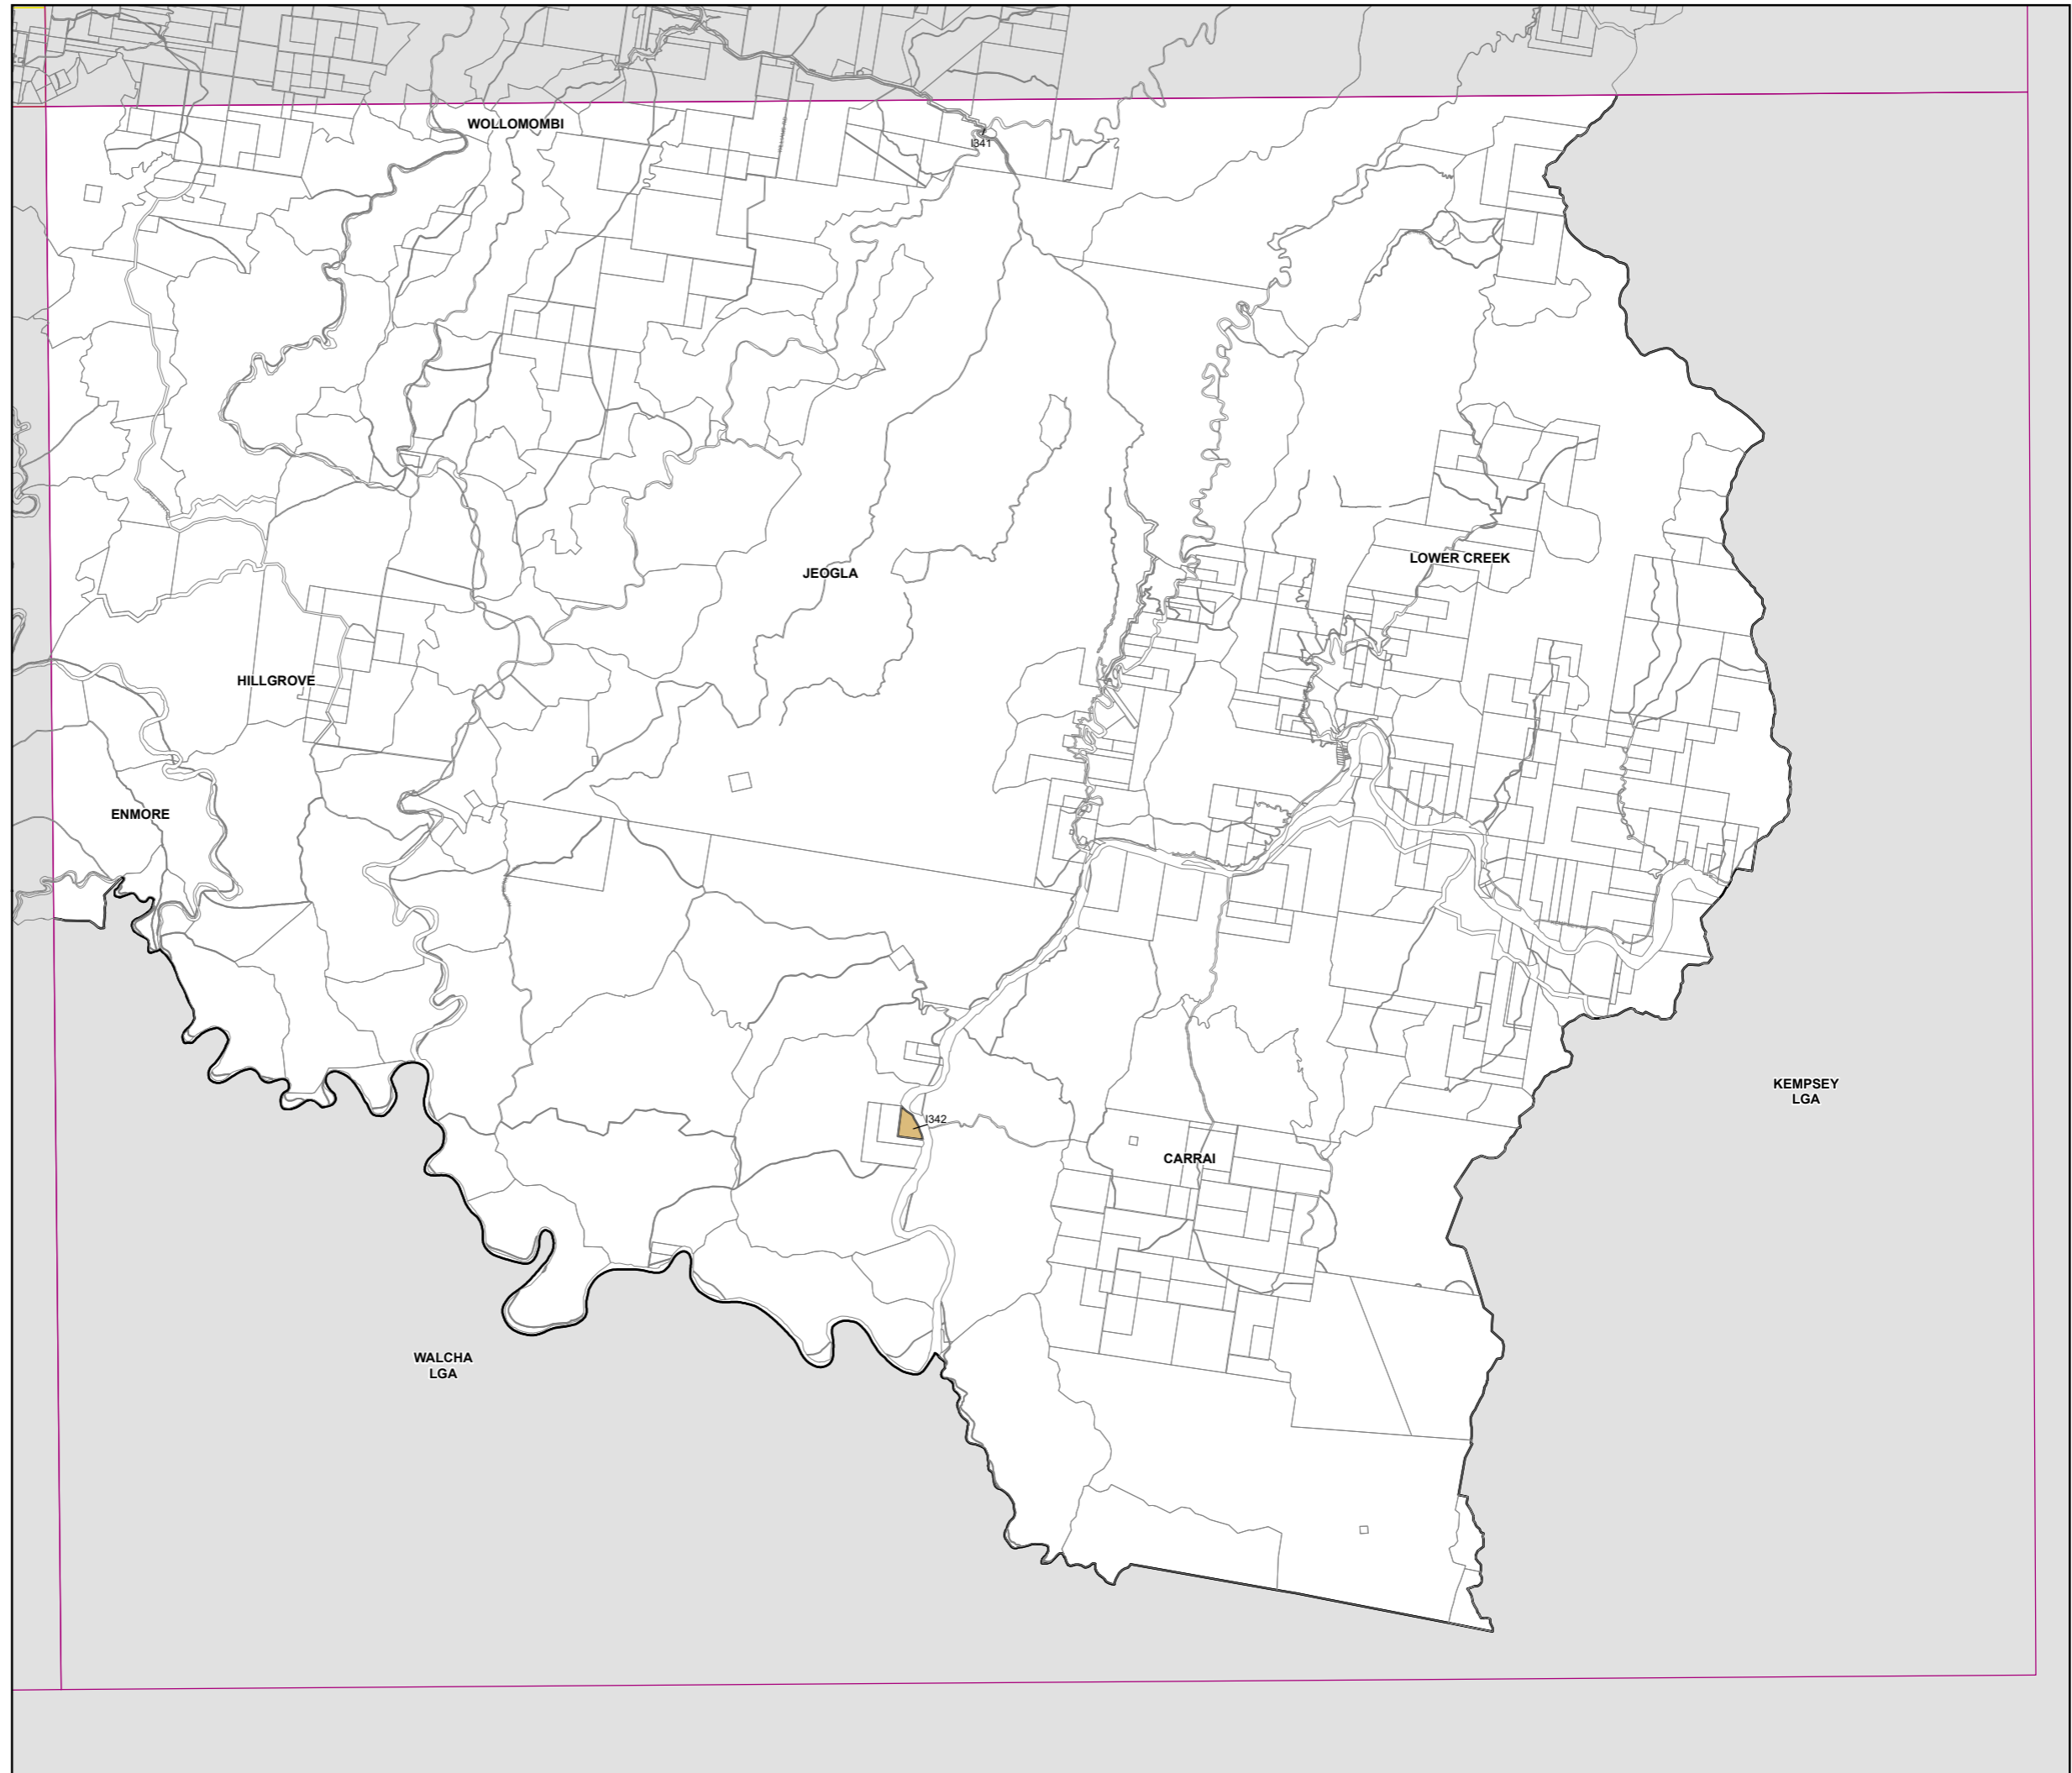 WOLLOMOMBI
I341
LOWER CREEK
JEOGLA
HILLGROVE
ENMORE
KEMPSEY
LGA
I342
CARRAI
WALCHA
LGA